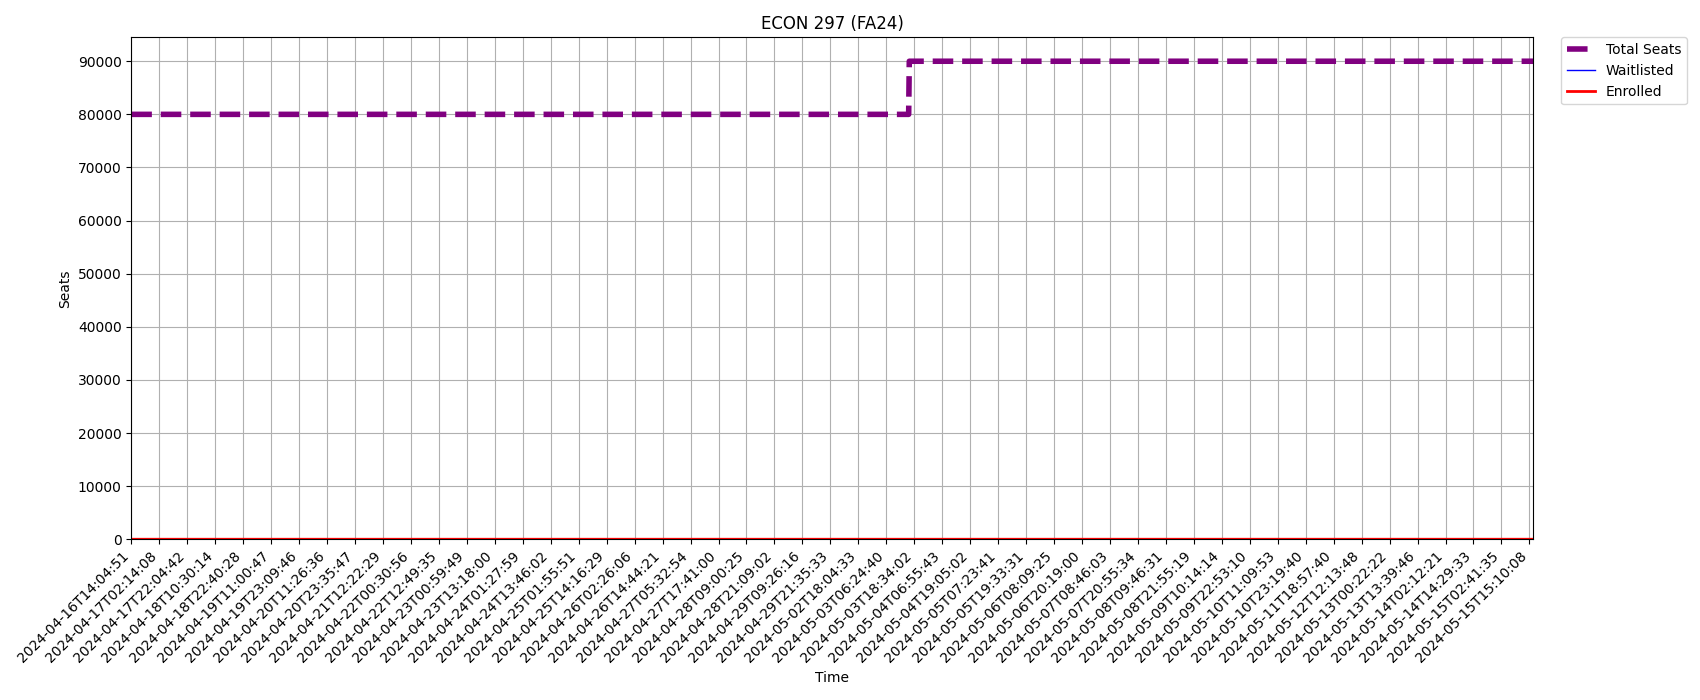 ECON 297 (FA24)
Total Seats
Waitlisted
Enrolled
90000
80000
70000
60000
50000
40000
30000
20000
10000
0
Seats
2024-04-16T14:04:51
2024-04-17T02:14:08
2024-04-17T22:04:42
2024-04-18T10:30:14
2024-04-18T22:40:28
2024-04-19T11:00:47
2024-04-19T23:09:46
2024-04-20T11:26:36
2024-04-20T23:35:47
2024-04-21T12:22:29
2024-04-22T00:30:56
2024-04-22T12:49:35
2024-04-23T00:59:49
2024-04-23T13:18:00
2024-04-24T01:27:59
2024-04-24T13:46:02
2024-04-25T01:55:51
2024-04-25T14:16:29
2024-04-26T02:26:06
2024-04-26T14:44:21
2024-04-27T05:32:54
2024-04-27T17:41:00
2024-04-28T09:00:25
2024-04-28T21:09:02
2024-04-29T09:26:16
2024-04-29T21:35:33
2024-05-02T18:04:33
2024-05-03T06:24:40
2024-05-03T18:34:02
2024-05-04T06:55:43
2024-05-04T19:05:02
2024-05-05T07:23:41
2024-05-05T19:33:31
2024-05-06T08:09:25
2024-05-06T20:19:00
2024-05-07T08:46:03
2024-05-07T20:55:34
2024-05-08T09:46:31
2024-05-08T21:55:19
2024-05-09T10:14:14
2024-05-09T22:53:10
2024-05-10T11:09:53
2024-05-10T23:19:40
2024-05-11T18:57:40
2024-05-12T12:13:48
2024-05-13T00:22:22
2024-05-13T13:39:46
2024-05-14T02:12:21
2024-05-14T14:29:33
2024-05-15T02:41:35
2024-05-15T15:10:08
Time